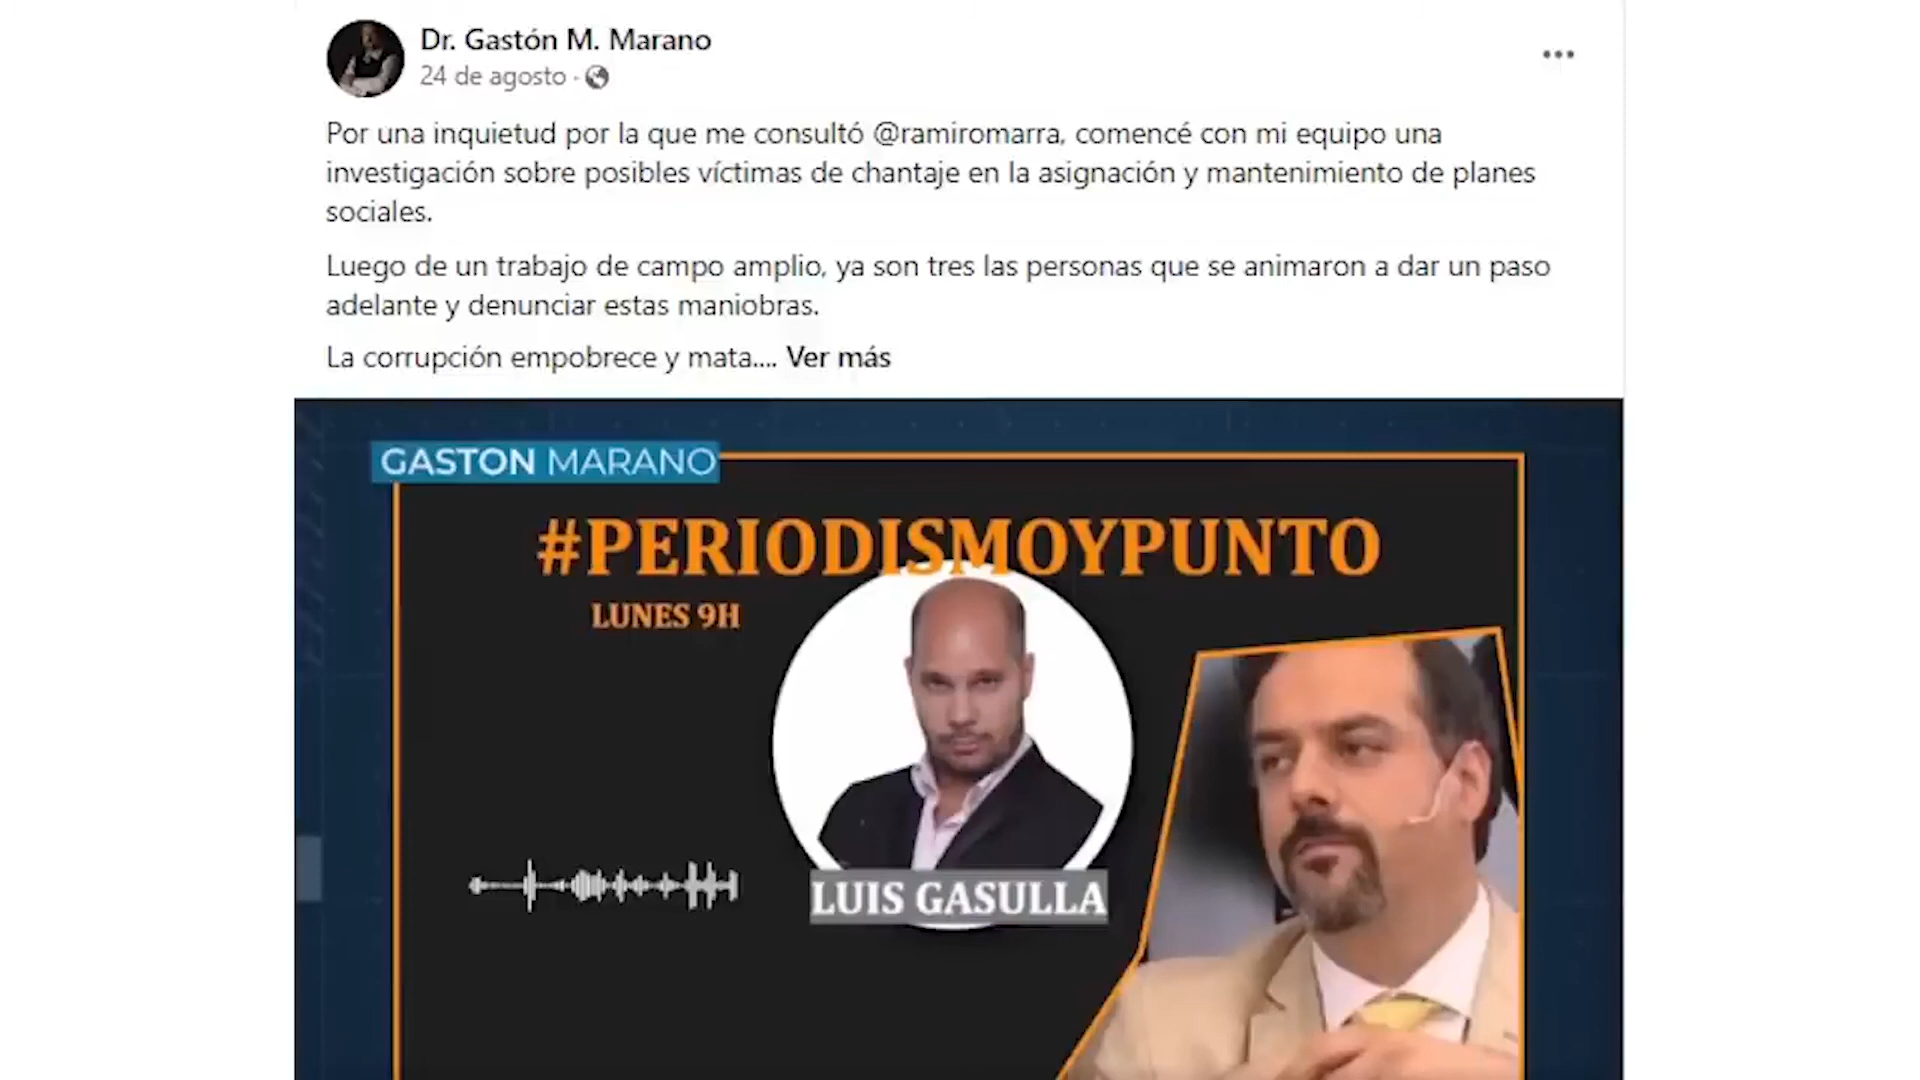 Dr. Gastón M. Marano
24 de agosto ·
Por una inquietud por la que me consultó @ramiromarra, comencé con mi equipo una
investigación sobre posibles víctimas de chantaje en la asignación y mantenimiento de planes
sociales.
Luego de un trabajo de campo amplio, ya son tres las personas que se animaron a dar un paso
adelante y denunciar estas maniobras.
La corrupción empobrece y mata.... Ver más
GASTON MARANO
#PERIODISMOYPUNTO
LUNES 9H
LUIS GASULLA